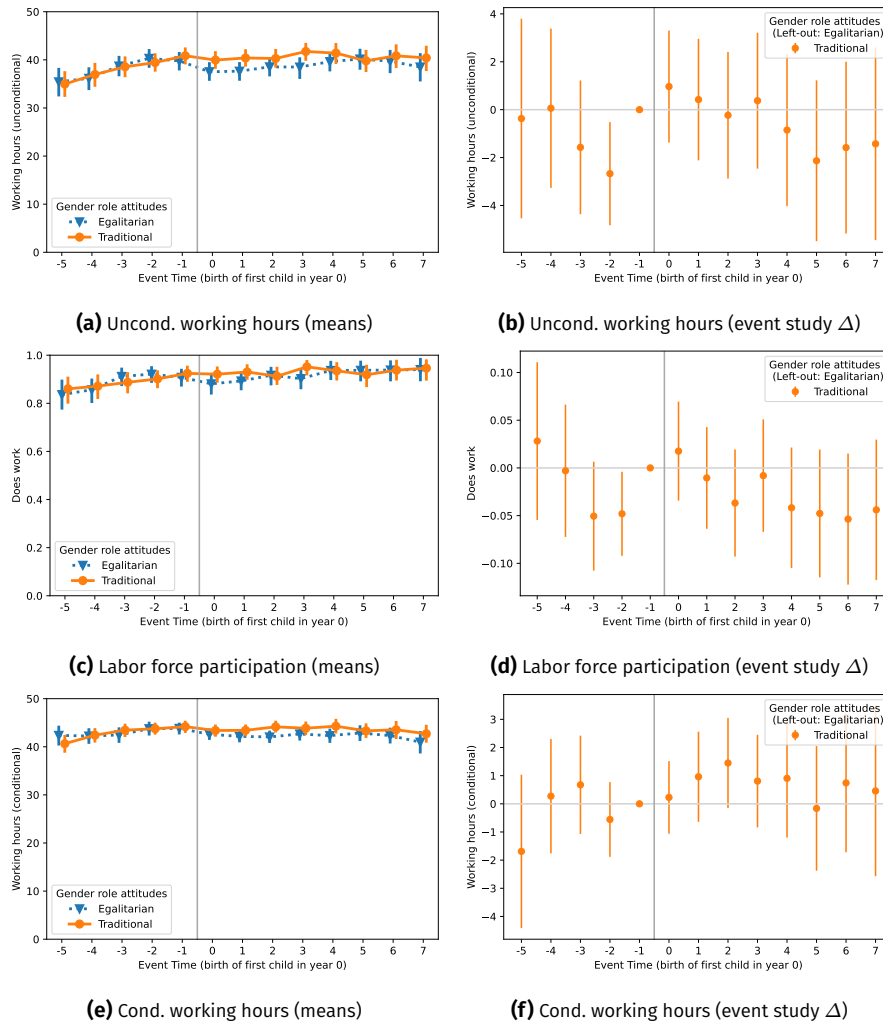 50
40
30
20
10
0
Working hours (unconditional)
Gender role attitudes
Egalitarian
Traditional
-5 -4 -3 -2 -1 0 1 2 3 4 5 6 7
Event Time (birth of first child in year 0)
(a) Uncond. working hours (means)
4
2
0
−2
−4
Working hours (unconditional)
Gender role attitudes
(Left-out: Egalitarian)
Traditional
-5 -4 -3 -2 -1 0 1 2 3 4 5 6 7
Event Time (birth of first child in year 0)
(b) Uncond. working hours (event study Δ)
1.0
0.8
0.6
0.4
0.2
0.0
Does work
Gender role attitudes
Egalitarian
Traditional
-5 -4 -3 -2 -1 0 1 2 3 4 5 6 7
Event Time (birth of first child in year 0)
(c) Labor force participation (means)
0.10
0.05
0.00
−0.05
−0.10
Does work
Gender role attitudes
(Left-out: Egalitarian)
Traditional
-5 -4 -3 -2 -1 0 1 2 3 4 5 6 7
Event Time (birth of first child in year 0)
(d) Labor force participation (event study Δ)
50
40
30
20
10
0
Working hours (conditional)
Gender role attitudes
Egalitarian
Traditional
-5 -4 -3 -2 -1 0 1 2 3 4 5 6 7
Event Time (birth of first child in year 0)
(e) Cond. working hours (means)
3
2
1
0
−1
−2
−3
−4
Working hours (conditional)
Gender role attitudes
(Left-out: Egalitarian)
Traditional
-5 -4 -3 -2 -1 0 1 2 3 4 5 6 7
Event Time (birth of first child in year 0)
(f) Cond. working hours (event study Δ)